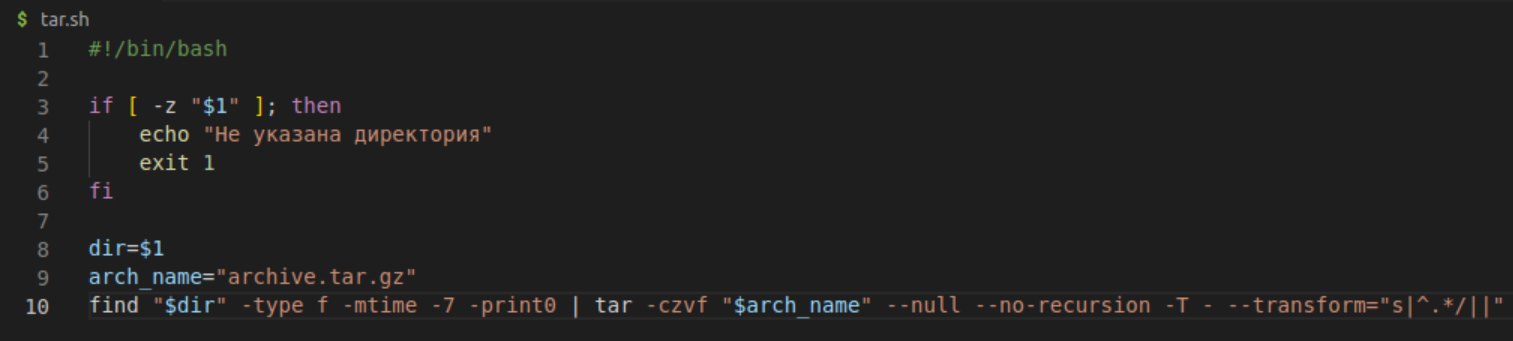 $ tar.sh
1 #!/bin/bash
2
3 if [ -z "$1" ]; then
4     echo "Не указана директория"
5     exit 1
6 fi
7
8 dir=$1
9 arch_name="archive.tar.gz"
10 find "$dir" -type f -mtime -7 -print0 | tar -czvf "$arch_name" --null --no-recursion -T - --transform="s|^.*/||"